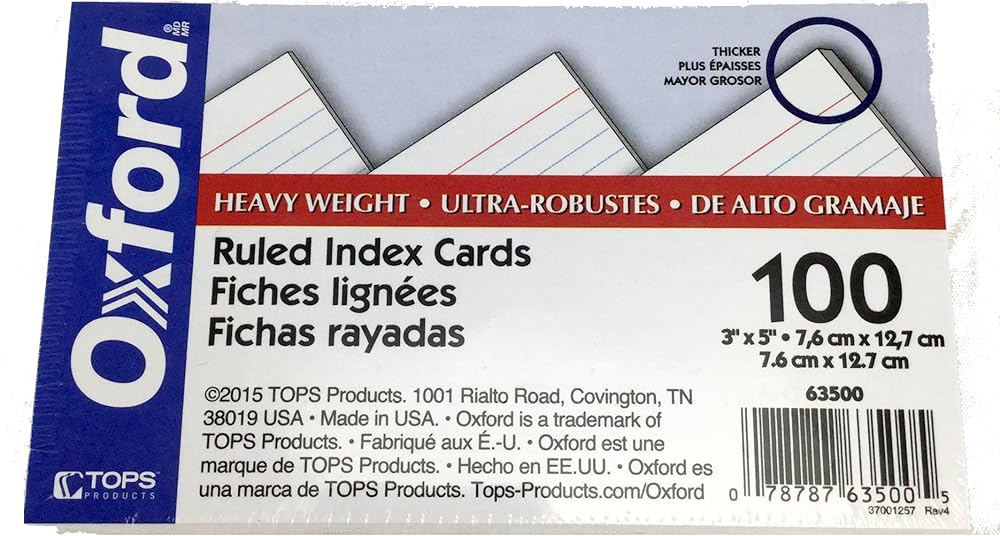 Oxford® MD MR
THICKER
PLUS ÉPAISSES
MAYOR GROSOR
HEAVY WEIGHT • ULTRA-ROBUSTES • DE ALTO GRAMAJE
Ruled Index Cards
Fiches lignées
Fichas rayadas
100
3" x 5" • 7,6 cm x 12,7 cm
7.6 cm x 12.7 cm
63500
©2015 TOPS Products. 1001 Rialto Road, Covington, TN
38019 USA • Made in USA. • Oxford is a trademark of
TOPS Products. • Fabriqué aux É.-U. • Oxford est une
marque de TOPS Products. • Hecho en EE.UU. • Oxford es
una marca de TOPS Products. Tops-Products.com/Oxford
0 78787 63500 5
37001257 Rev4
TOPS™
PRODUCTS